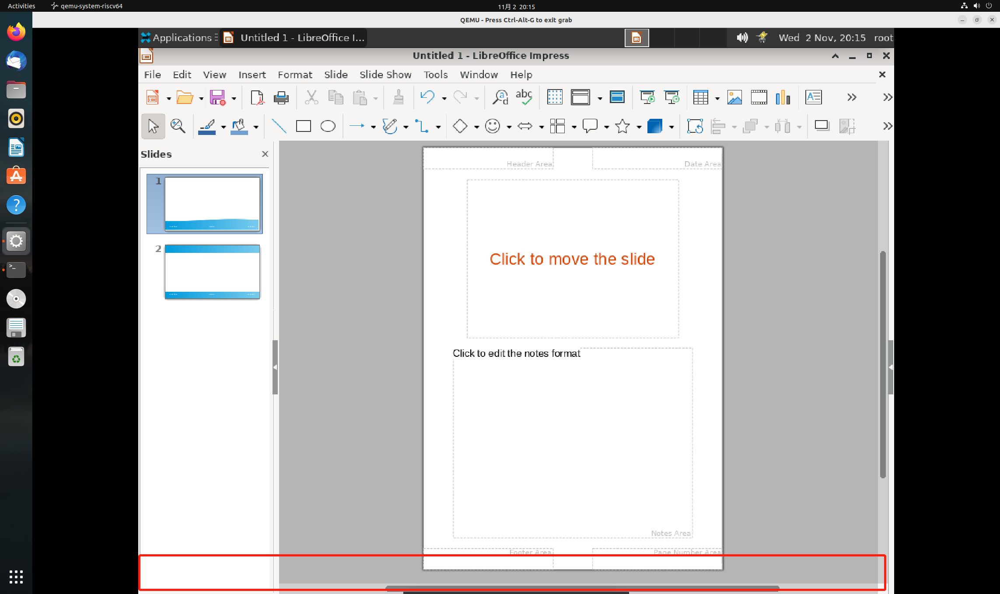 Activities
qemu-system-riscv64
11月 2 20:15
QEMU - Press Ctrl-Alt-G to exit grab
Applications
Untitled 1 - LibreOffice I...
Wed 2 Nov, 20:15 root
Untitled 1 - LibreOffice Impress
File Edit View Insert Format Slide Slide Show Tools Window Help
abc
Slides
Header Area
Date Area
1
Click to move the slide
2
Click to edit the notes format
Notes Area
Footer Area
Page Number Area